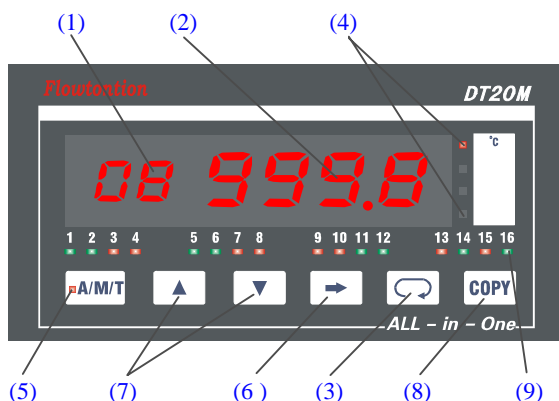 (1) (2) (4)
Flowtontion DT20M
08 999.8 °C
1 2 3 4 5 6 7 8 9 10 11 12 13 14 15 16
A/M/T ▲ ▼ ➡ COPY
ALL - in - One
(5) (7) (6 ) (3) (8) (9)